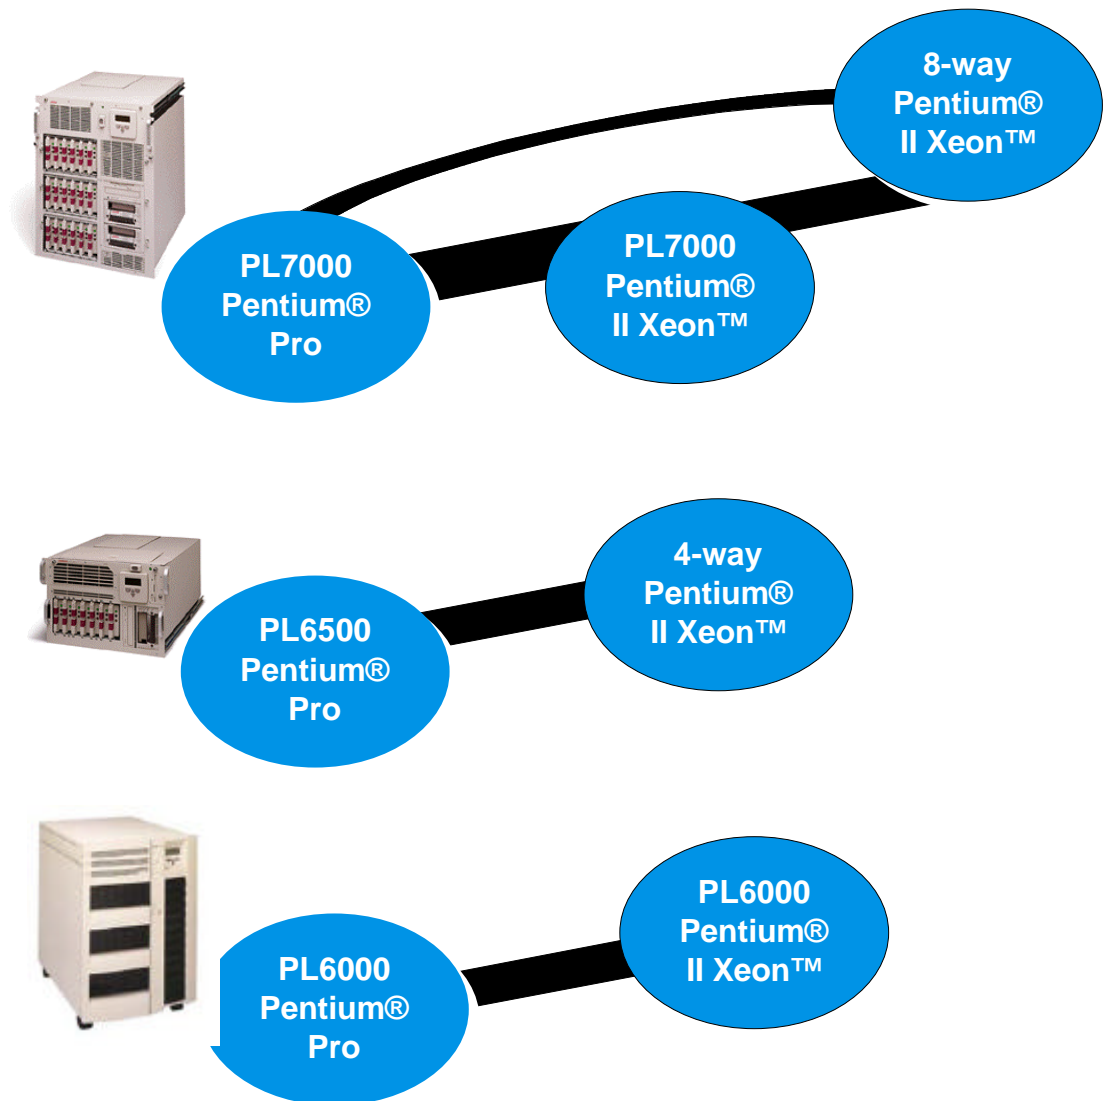 8-way
Pentium®
II Xeon™
PL7000
Pentium®
Pro
PL7000
Pentium®
II Xeon™
4-way
Pentium®
II Xeon™
PL6500
Pentium®
Pro
PL6000
Pentium®
II Xeon™
PL6000
Pentium®
Pro